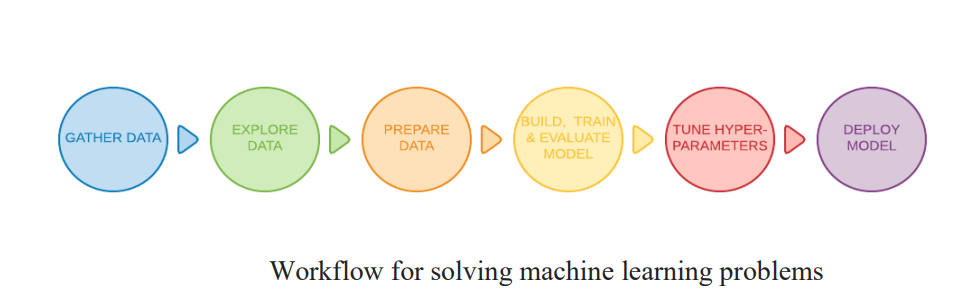 GATHER DATA
EXPLORE
DATA
PREPARE
DATA
BUILD, TRAIN
& EVALUATE
MODEL
TUNE HYPER-
PARAMETERS
DEPLOY
MODEL
Workflow for solving machine learning problems